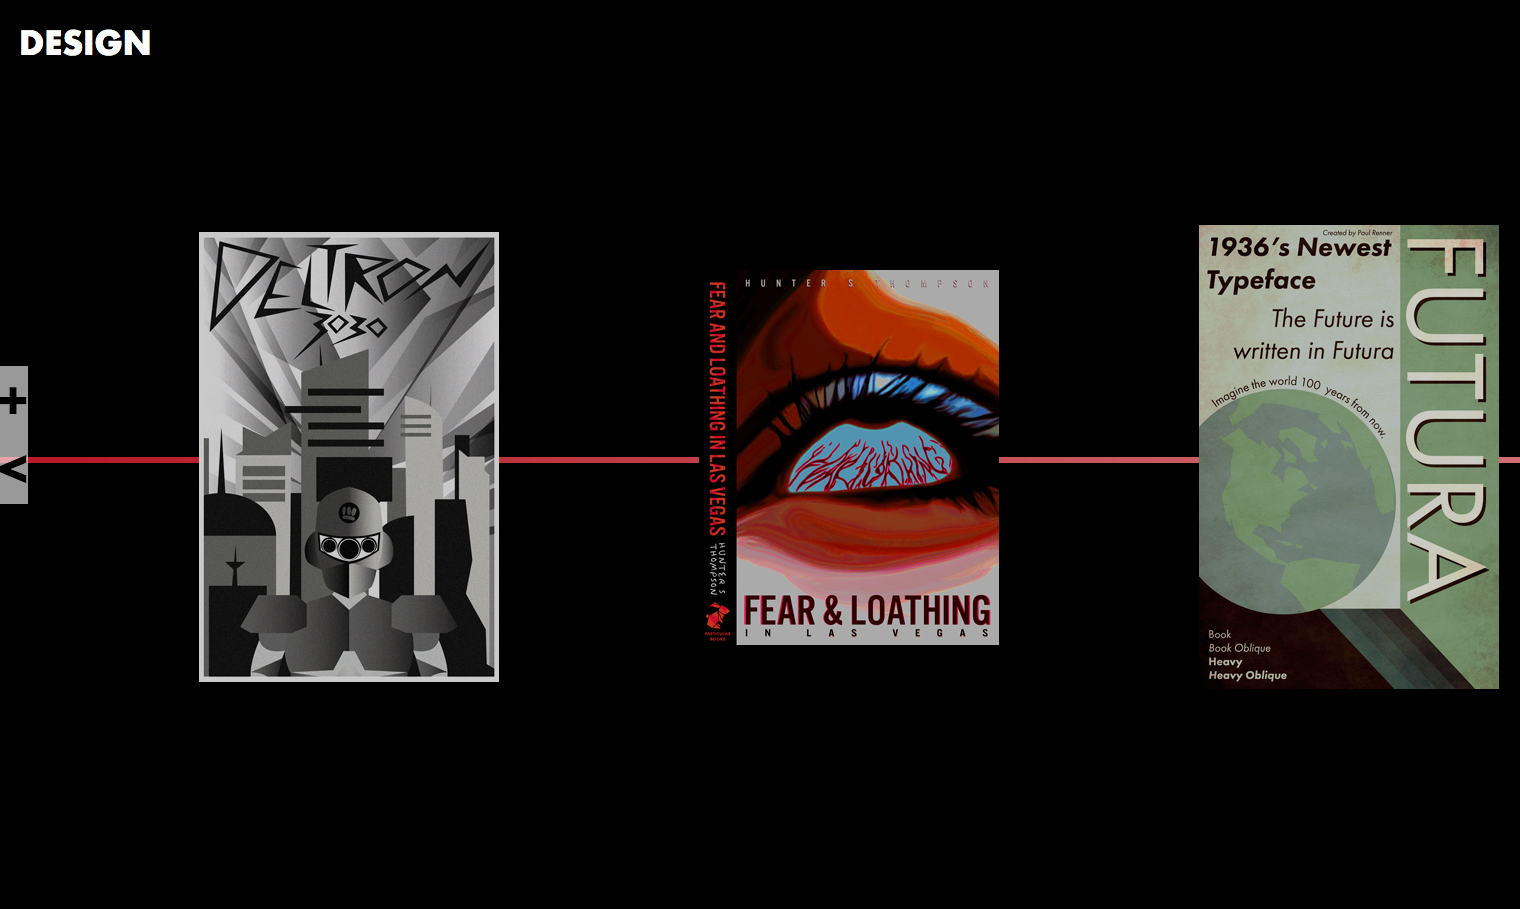 DESIGN
+
<
DELTRON
3030
FEAR AND LOATHING IN LAS VEGAS
HUNTER S
THOMPSON
PARTICULAR
BOOKS
HUNTER S THOMPSON
FEAR & LOATHING
IN LAS VEGAS
Created by Paul Renner
1936's Newest
Typeface
The Future is
written in Futura
Imagine the world 100 years from now.
FUTURA
Book
Book Oblique
Heavy
Heavy Oblique